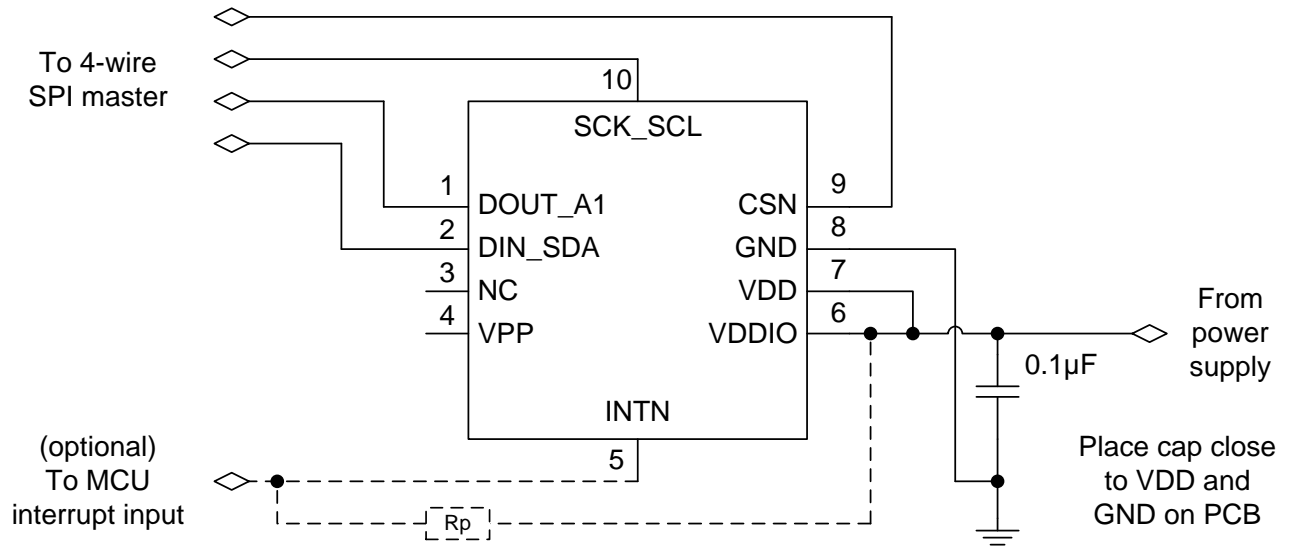 To 4-wire
SPI master
10
SCK_SCL
1
DOUT_A1
2
DIN_SDA
3
NC
4
VPP
9
CSN
8
GND
7
VDD
6
VDDIO
INTN
5
From
power
supply
0.1µF
Place cap close
to VDD and
GND on PCB
(optional)
To MCU
interrupt input
Rp